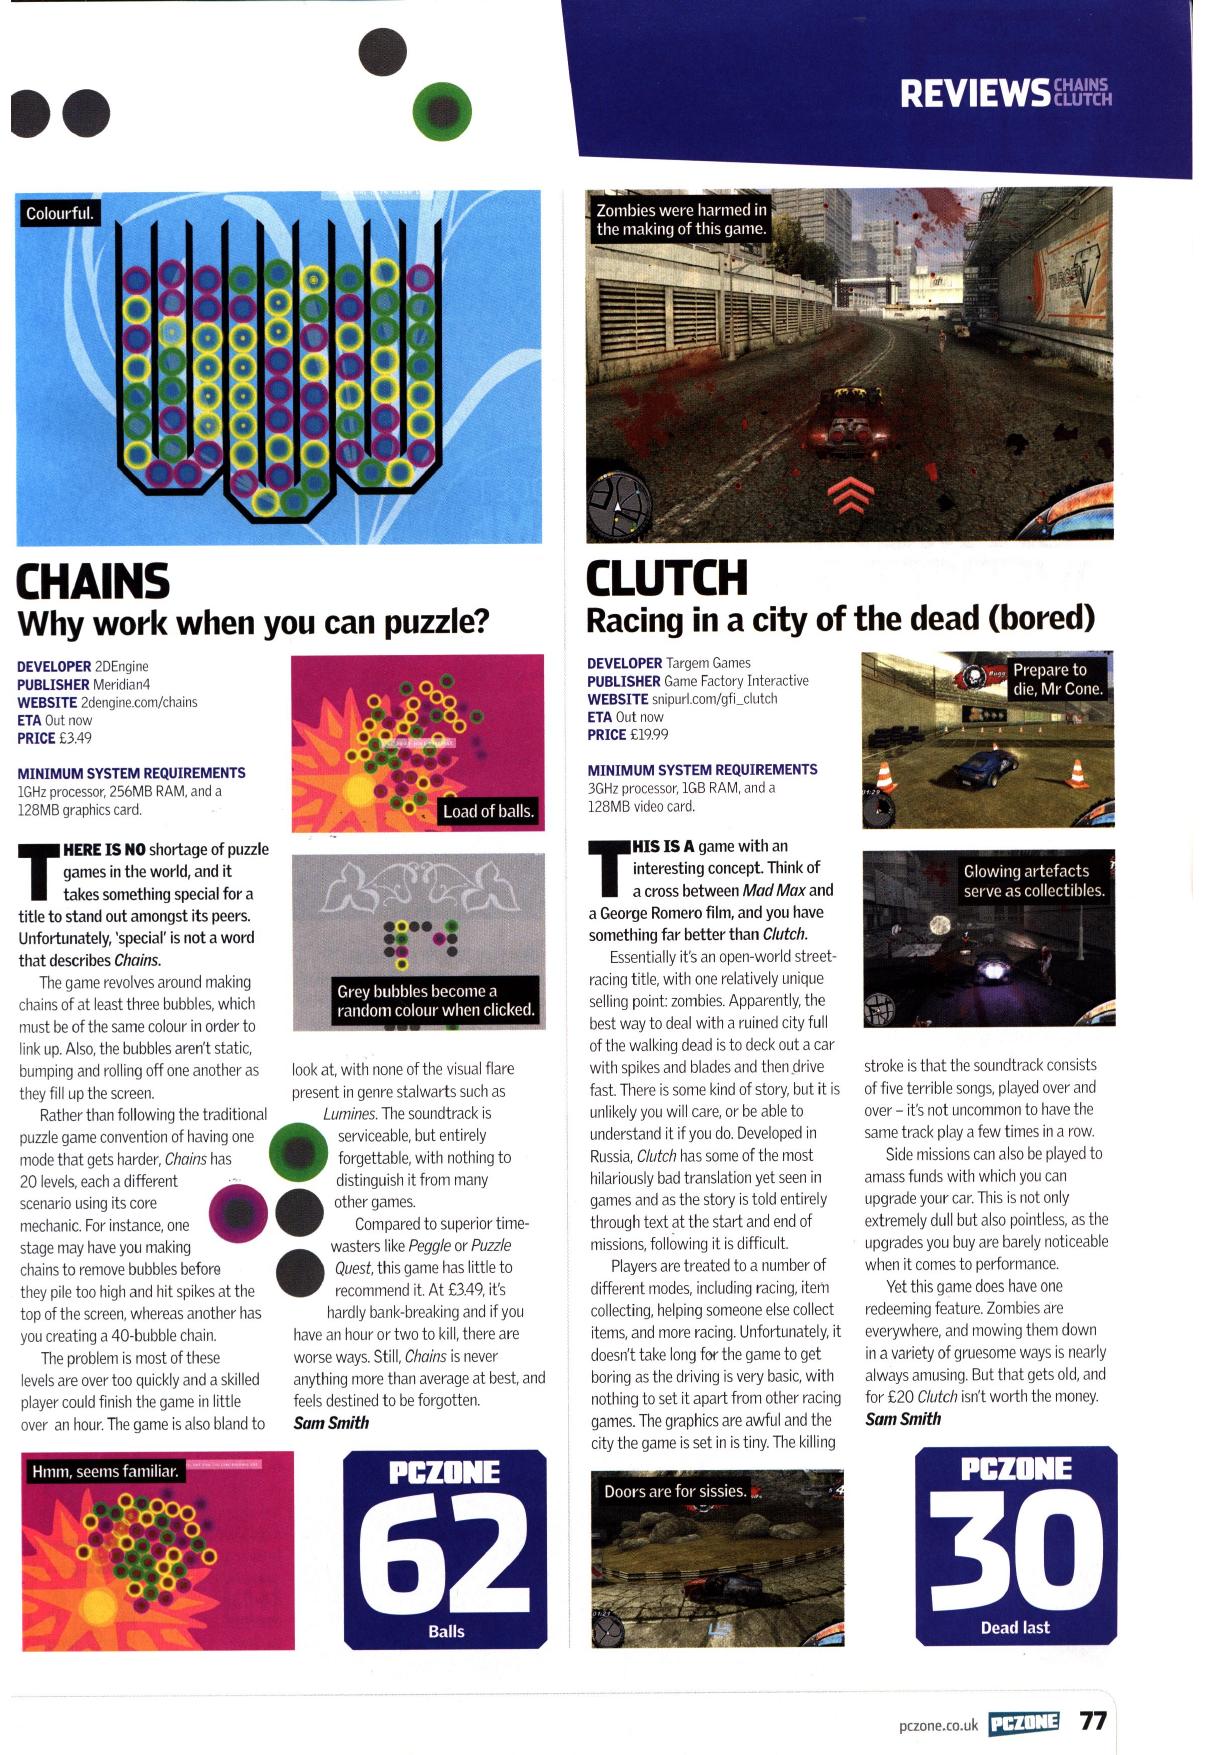 REVIEWS CHAINS
CLUTCH
Colourful.
CHAINS
Why work when you can puzzle?
DEVELOPER 2DEngine
PUBLISHER Meridian4
WEBSITE 2dengine.com/chains
ETA Out now
PRICE £3.49
MINIMUM SYSTEM REQUIREMENTS
1GHz processor, 256MB RAM, and a
128MB graphics card.
Load of balls.
Grey bubbles become a
random colour when clicked.
THERE IS NO shortage of puzzle
games in the world, and it
takes something special for a
title to stand out amongst its peers.
Unfortunately, ‘special’ is not a word
that describes Chains.
The game revolves around making
chains of at least three bubbles, which
must be of the same colour in order to
link up. Also, the bubbles aren't static,
bumping and rolling off one another as
they fill up the screen.
Rather than following the traditional
puzzle game convention of having one
mode that gets harder, Chains has
20 levels, each a different
scenario using its core
mechanic. For instance, one
stage may have you making
chains to remove bubbles before
they pile too high and hit spikes at the
top of the screen, whereas another has
you creating a 40-bubble chain.
The problem is most of these
levels are over too quickly and a skilled
player could finish the game in little
over an hour. The game is also bland to
look at, with none of the visual flare
present in genre stalwarts such as
Lumines. The soundtrack is
serviceable, but entirely
forgettable, with nothing to
distinguish it from many
other games.
Compared to superior time-
wasters like Peggle or Puzzle
Quest, this game has little to
recommend it. At £3.49, it's
hardly bank-breaking and if you
have an hour or two to kill, there are
worse ways. Still, Chains is never
anything more than average at best, and
feels destined to be forgotten.
Sam Smith
Hmm, seems familiar.
PCZONE
62
Balls
Zombies were harmed in
the making of this game.
CLUTCH
Racing in a city of the dead (bored)
DEVELOPER Targem Games
PUBLISHER Game Factory Interactive
WEBSITE snipurl.com/gfi_clutch
ETA Out now
PRICE £19.99
MINIMUM SYSTEM REQUIREMENTS
3GHz processor, 1GB RAM, and a
128MB video card.
Prepare to
die, Mr Cone.
Glowing artefacts
serve as collectibles.
THIS IS A game with an
interesting concept. Think of
a cross between Mad Max and
a George Romero film, and you have
something far better than Clutch.
Essentially it's an open-world street-
racing title, with one relatively unique
selling point: zombies. Apparently, the
best way to deal with a ruined city full
of the walking dead is to deck out a car
with spikes and blades and then drive
fast. There is some kind of story, but it is
unlikely you will care, or be able to
understand it if you do. Developed in
Russia, Clutch has some of the most
hilariously bad translation yet seen in
games and as the story is told entirely
through text at the start and end of
missions, following it is difficult.
Players are treated to a number of
different modes, including racing, item
collecting, helping someone else collect
items, and more racing. Unfortunately, it
doesn't take long for the game to get
boring as the driving is very basic, with
nothing to set it apart from other racing
games. The graphics are awful and the
city the game is set in is tiny. The killing
stroke is that the soundtrack consists
of five terrible songs, played over and
over – it's not uncommon to have the
same track play a few times in a row.
Side missions can also be played to
amass funds with which you can
upgrade your car. This is not only
extremely dull but also pointless, as the
upgrades you buy are barely noticeable
when it comes to performance.
Yet this game does have one
redeeming feature. Zombies are
everywhere, and mowing them down
in a variety of gruesome ways is nearly
always amusing. But that gets old, and
for £20 Clutch isn't worth the money.
Sam Smith
Doors are for sissies.
PCZONE
30
Dead last
pczone.co.uk PCZONE 77